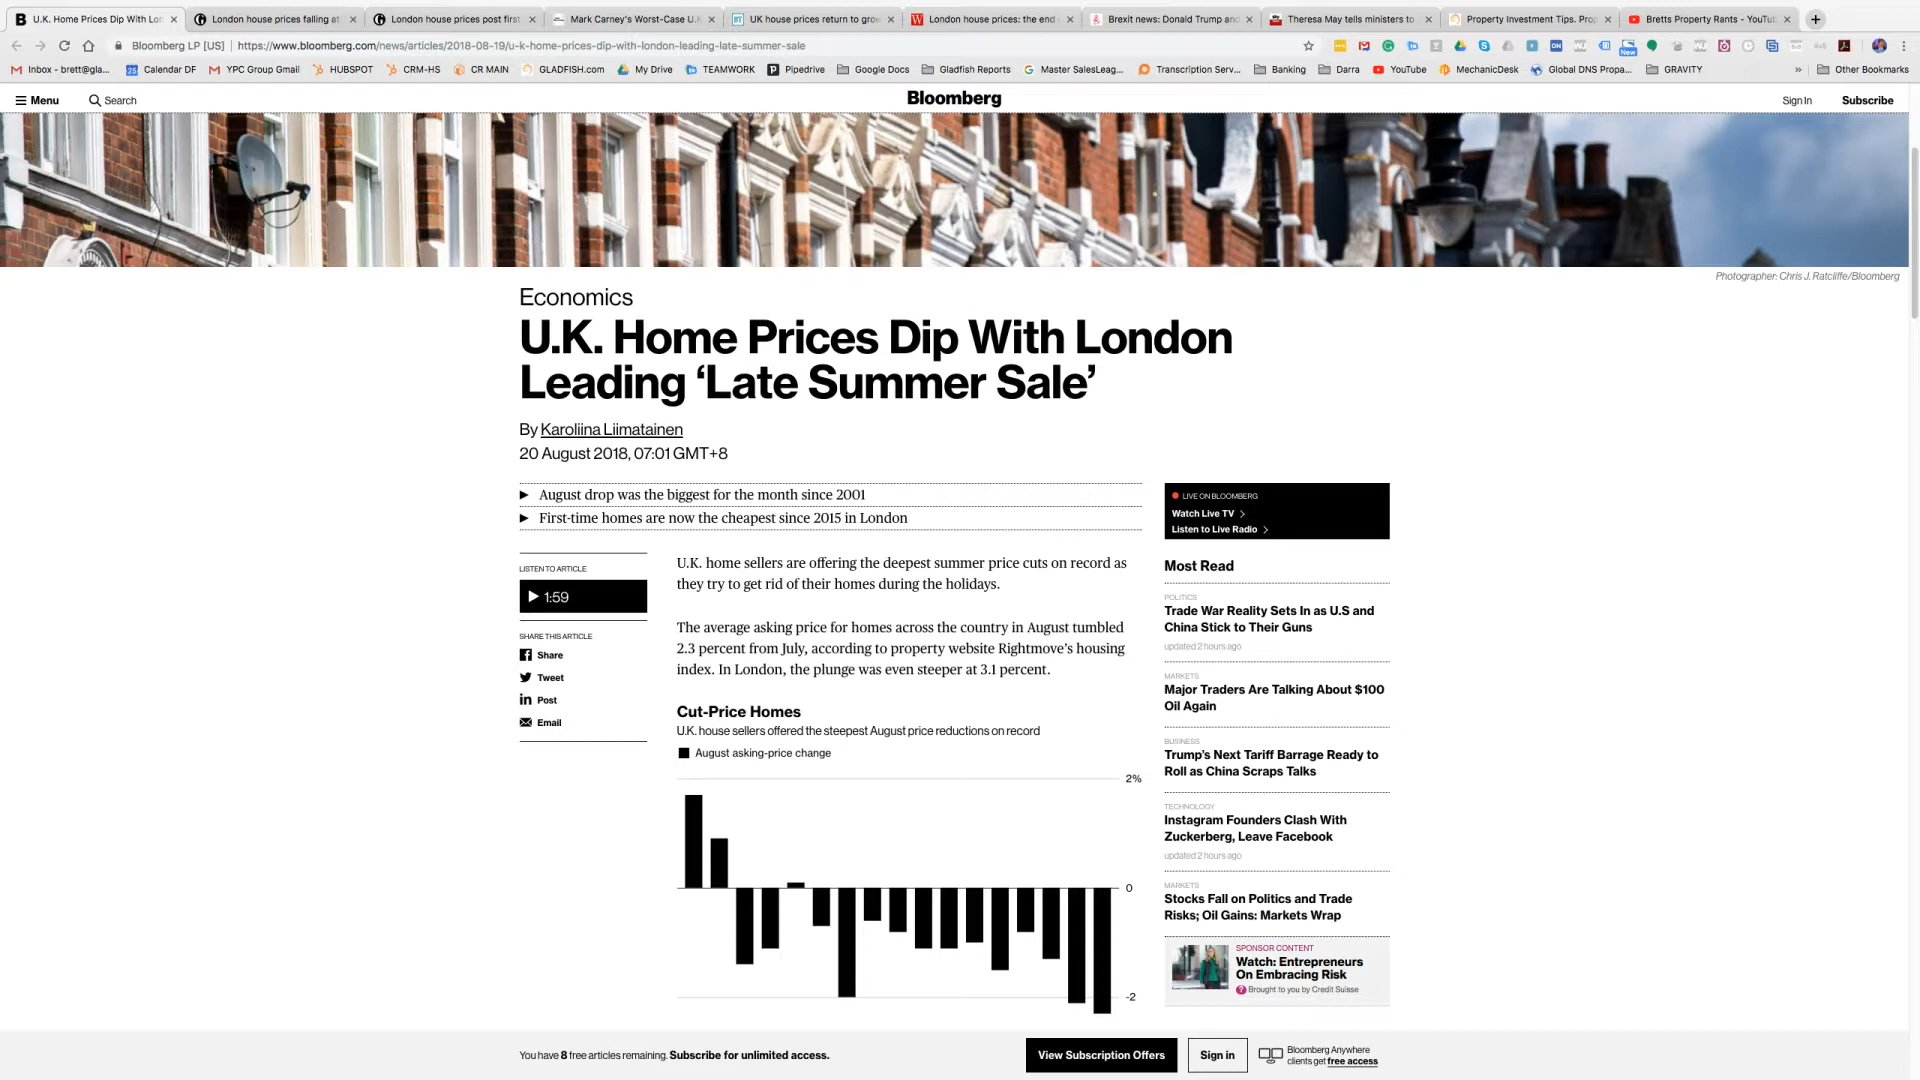 U.K. Home Prices Dip With Lon
London house prices falling at
London house prices post first
Mark Carney's Worst-Case U.K
UK house prices return to grow
London house prices: the end
Brexit news: Donald Trump and
Theresa May tells ministers to
Property Investment Tips. Prop
Bretts Property Rants - YouTub
Bloomberg LP [US] | https://www.bloomberg.com/news/articles/2018-08-19/u-k-home-prices-dip-with-london-leading-late-summer-sale
Inbox - brett@gla... Calendar DF YPC Group Gmail HUBSPOT CRM-HS CR MAIN GLADFISH.com My Drive TEAMWORK Pipedrive Google Docs Gladfish Reports Master SalesLeag... Transcription Serv... Banking Darra YouTube MechanicDesk Global DNS Propa... GRAVITY » Other Bookmarks
Menu Search Bloomberg Sign In Subscribe
Photographer: Chris J. Ratcliffe/Bloomberg
Economics
U.K. Home Prices Dip With London
Leading ‘Late Summer Sale’
By Karoliina Liimatainen
20 August 2018, 07:01 GMT+8
August drop was the biggest for the month since 2001
First-time homes are now the cheapest since 2015 in London
LISTEN TO ARTICLE
1:59
SHARE THIS ARTICLE
Share
Tweet
Post
Email
U.K. home sellers are offering the deepest summer price cuts on record as
they try to get rid of their homes during the holidays.
The average asking price for homes across the country in August tumbled
2.3 percent from July, according to property website Rightmove’s housing
index. In London, the plunge was even steeper at 3.1 percent.
Cut-Price Homes
U.K. house sellers offered the steepest August price reductions on record
August asking-price change
2%
0
-2
LIVE ON BLOOMBERG
Watch Live TV
Listen to Live Radio
Most Read
POLITICS
Trade War Reality Sets In as U.S and
China Stick to Their Guns
updated 2 hours ago
MARKETS
Major Traders Are Talking About $100
Oil Again
BUSINESS
Trump’s Next Tariff Barrage Ready to
Roll as China Scraps Talks
TECHNOLOGY
Instagram Founders Clash With
Zuckerberg, Leave Facebook
updated 2 hours ago
MARKETS
Stocks Fall on Politics and Trade
Risks; Oil Gains: Markets Wrap
SPONSOR CONTENT
Watch: Entrepreneurs
On Embracing Risk
Brought to you by Credit Suisse
You have 8 free articles remaining. Subscribe for unlimited access.
View Subscription Offers
Sign in
Bloomberg Anywhere
clients get free access